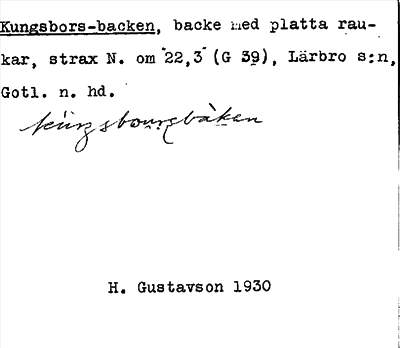 Kungsbors-backen, backe med platta rau-
kar, strax N. om "22,3" (G 39), Lärbro s:n,
Gotl. n. hd.
H. Gustavson 1930